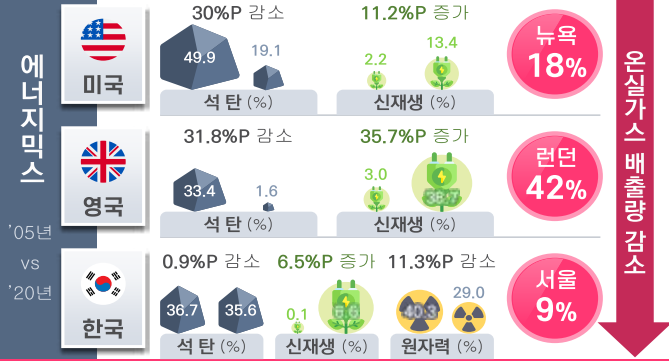 에너지믹스
'05년
vs
'20년
미국
30%P 감소
49.9
19.1
석 탄 (%)
11.2%P 증가
2.2
13.4
신재생 (%)
뉴욕
18%
영국
31.8%P 감소
33.4
1.6
석 탄 (%)
35.7%P 증가
3.0
38.7
신재생 (%)
런던
42%
한국
0.9%P 감소
36.7
35.6
석 탄 (%)
6.5%P 증가
0.1
6.6
신재생 (%)
11.3%P 감소
40.3
29.0
원자력 (%)
서울
9%
온실가스 배출량 감소